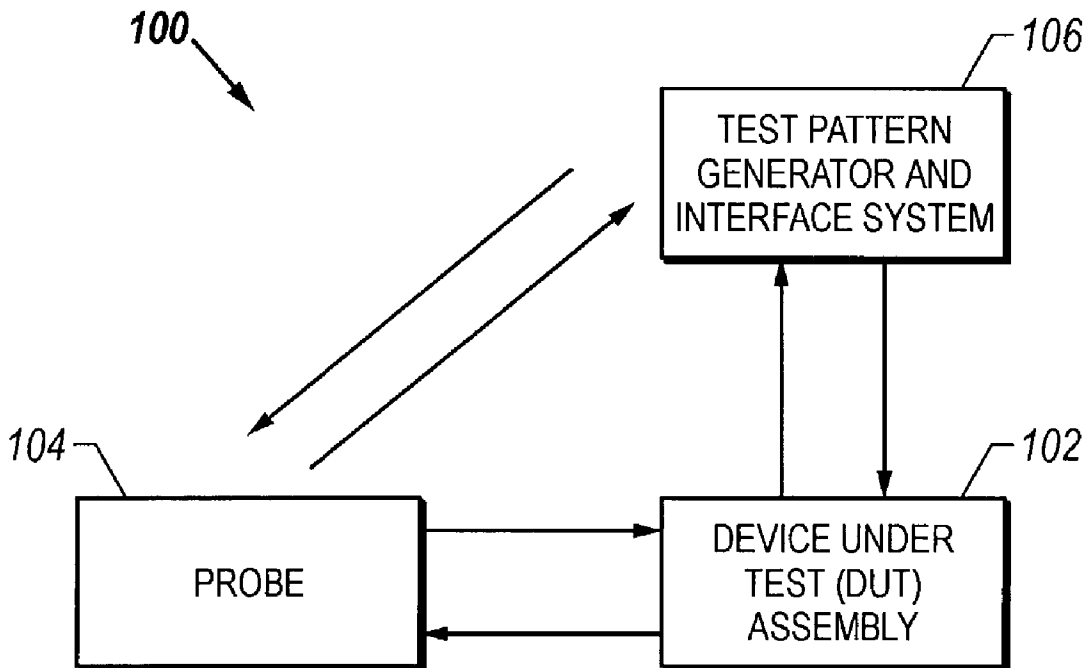 100
106
TEST PATTERN
GENERATOR AND
INTERFACE SYSTEM
104
102
PROBE
DEVICE UNDER
TEST (DUT)
ASSEMBLY